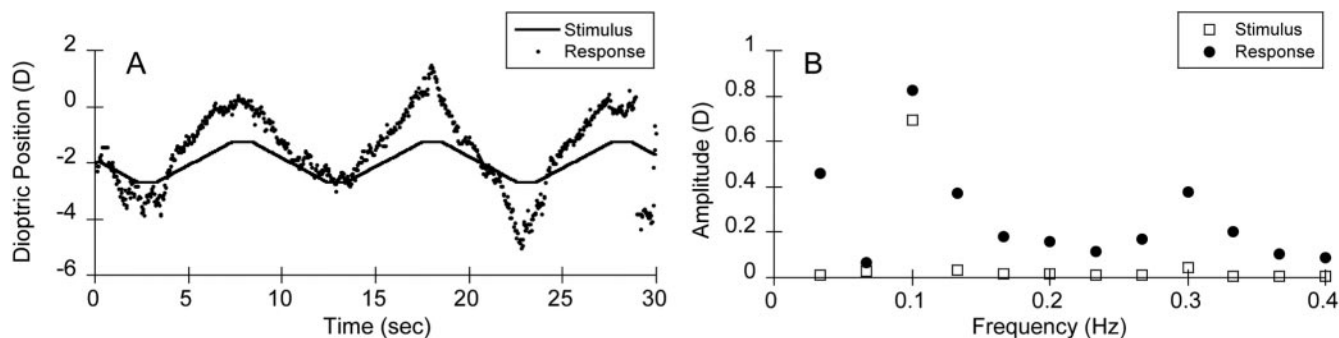 A
Stimulus
Response
Dioptric Position (D)
2
0
-2
-4
-6
0 5 10 15 20 25 30
Time (sec)
B
Stimulus
Response
Amplitude (D)
1
0.8
0.6
0.4
0.2
0
0 0.1 0.2 0.3 0.4
Frequency (Hz)